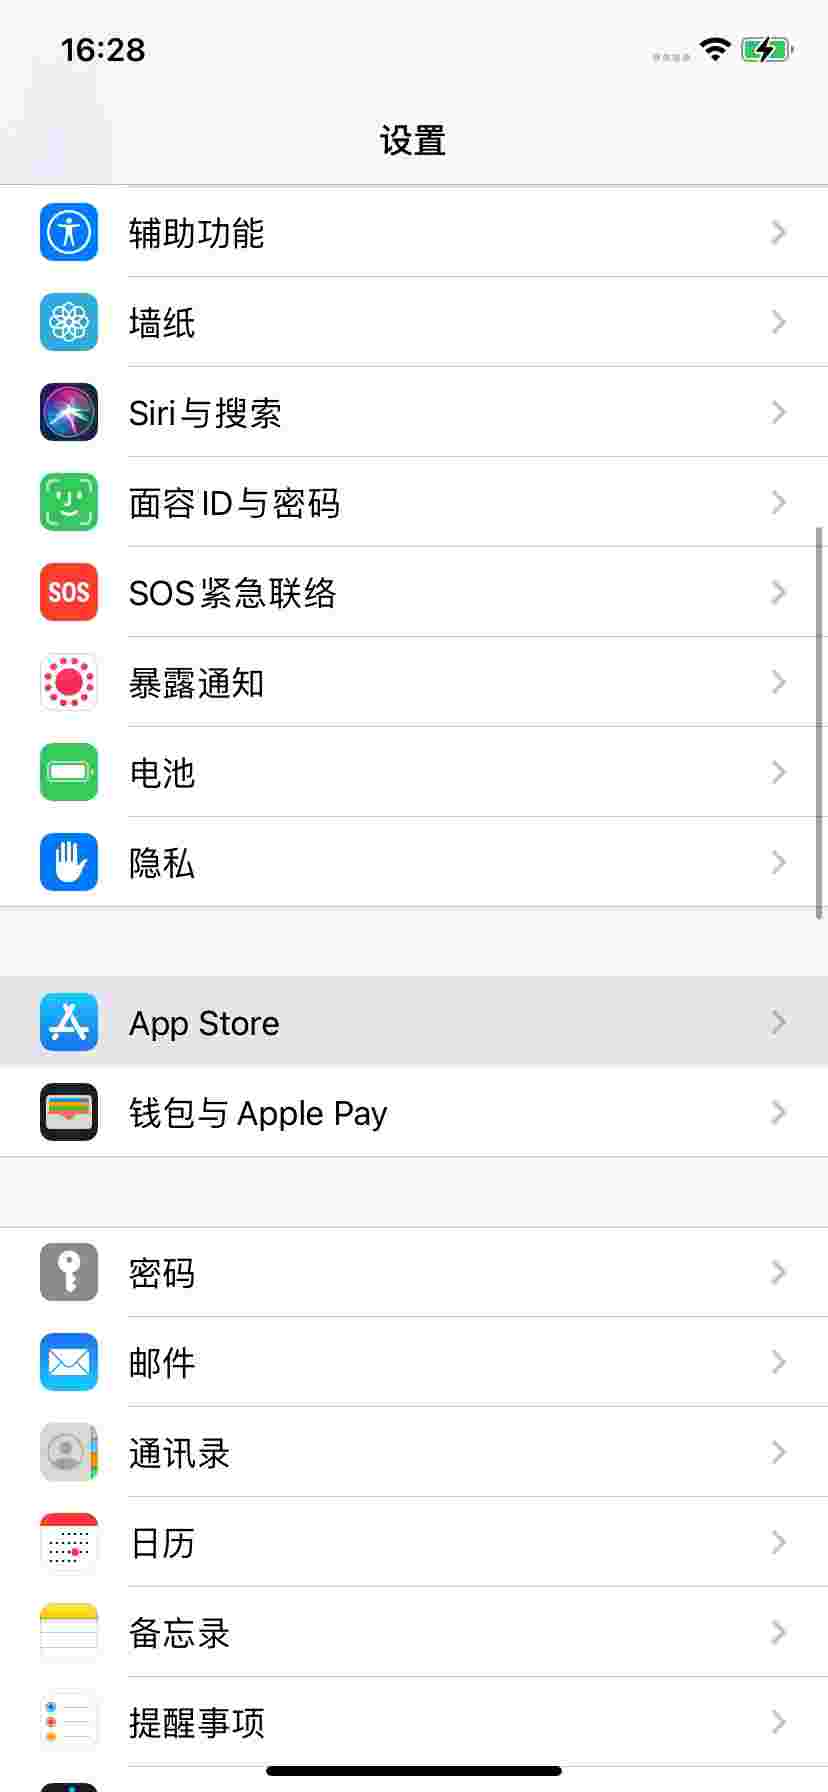 16:28
设置
辅助功能
墙纸
Siri与搜索
面容ID与密码
SOS
SOS紧急联络
暴露通知
电池
隐私
App Store
钱包与 Apple Pay
密码
邮件
通讯录
日历
备忘录
提醒事项